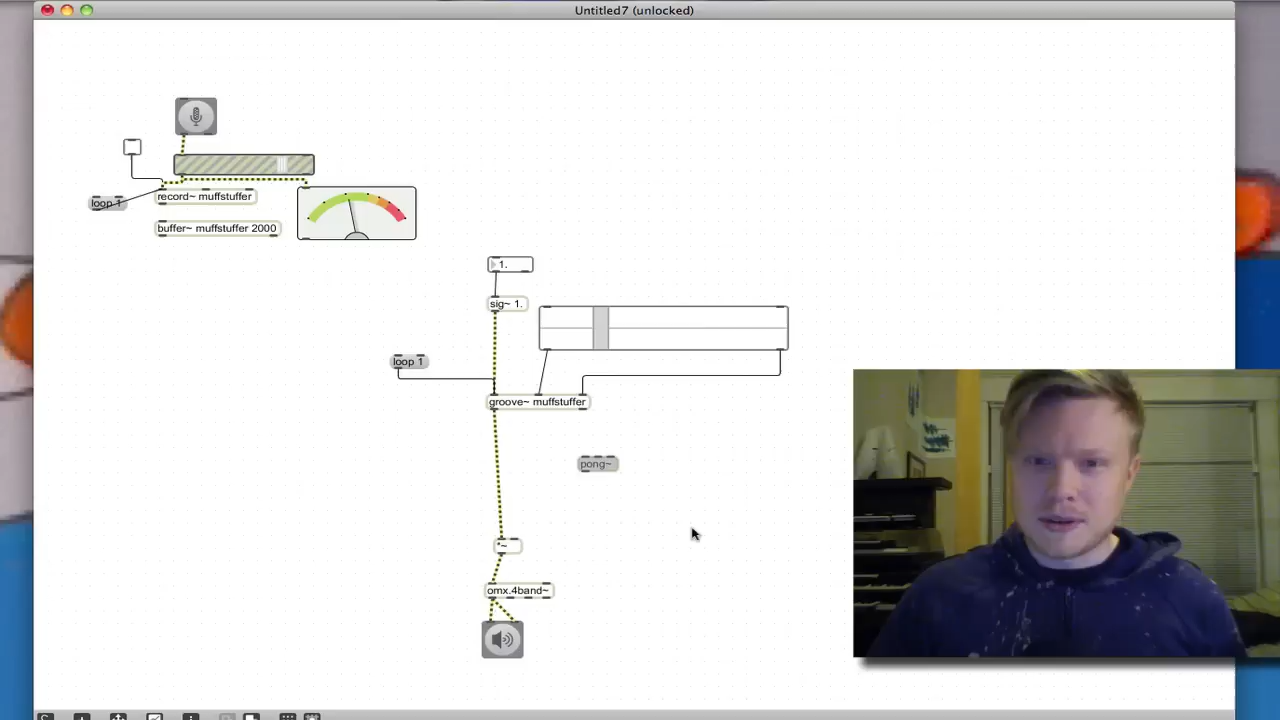 Untitled7 (unlocked)
loop 1
record~ muffstuffer
buffer~ muffstuffer 2000
1.
sig~ 1.
loop 1
groove~ muffstuffer
pong~
*~
omx.4band~